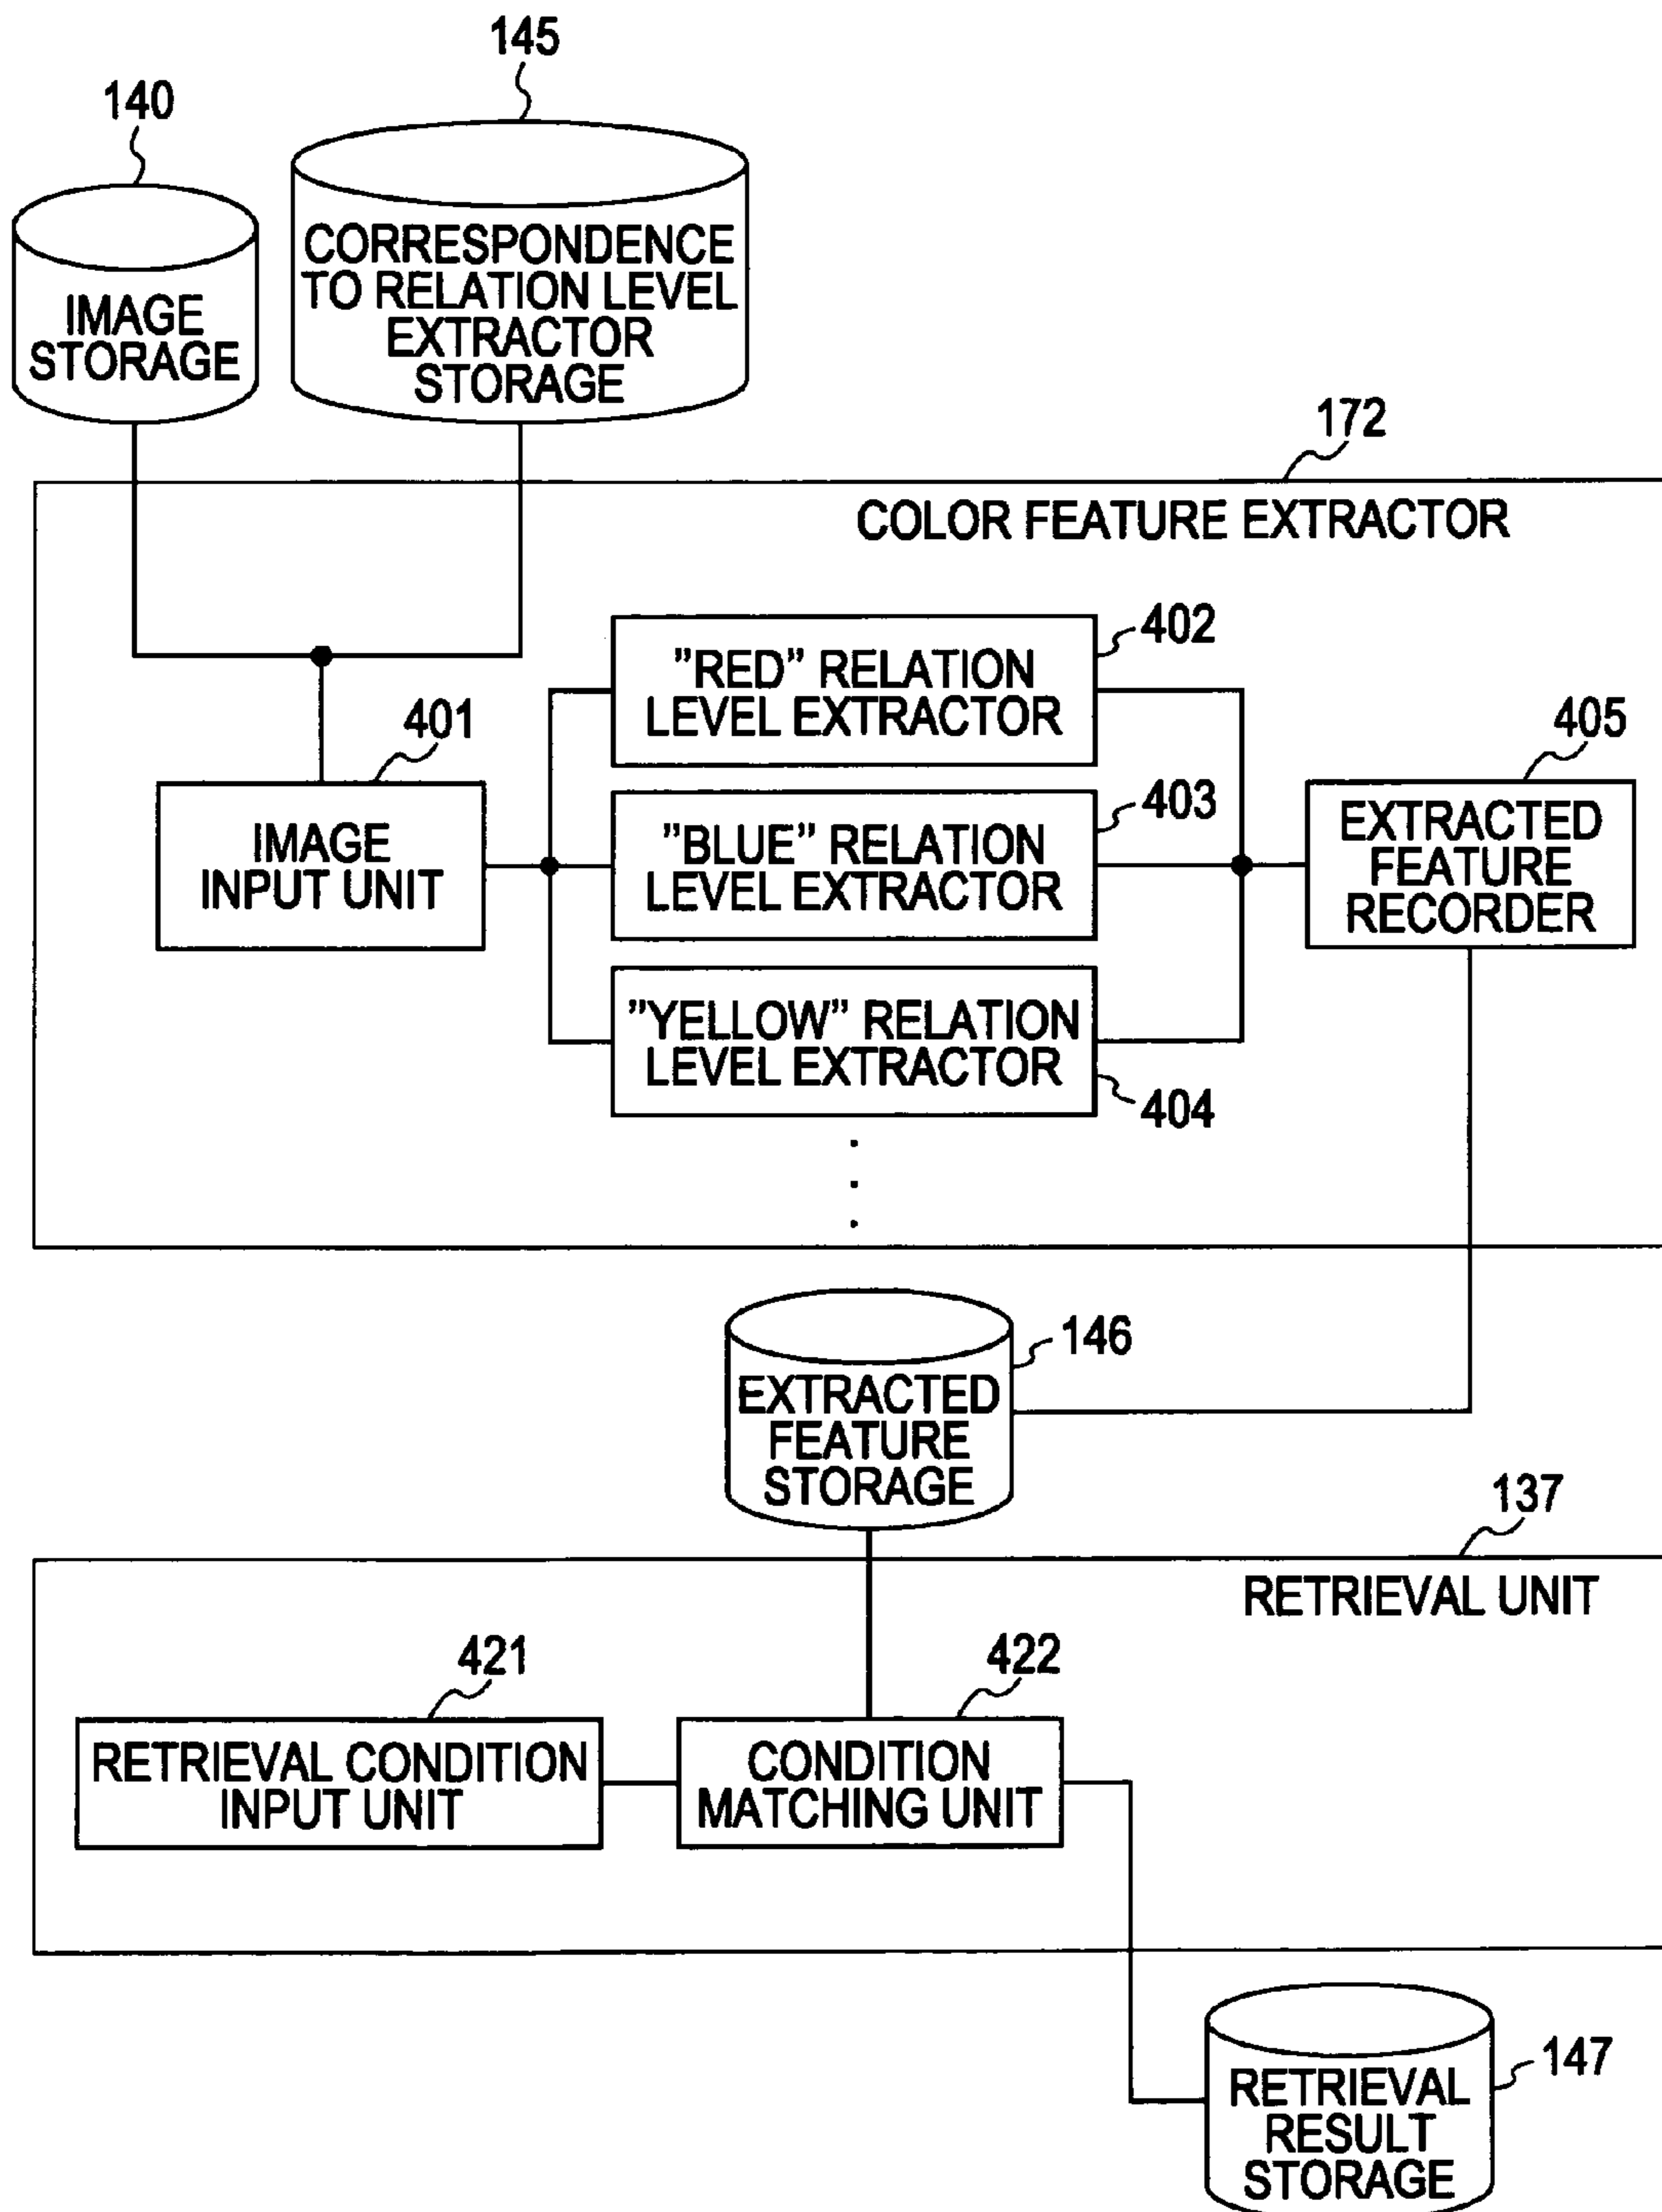 145
140
CORRESPONDENCE
TO RELATION LEVEL
EXTRACTOR
STORAGE
IMAGE
STORAGE
172
COLOR FEATURE EXTRACTOR
402
"RED" RELATION
LEVEL EXTRACTOR
401
IMAGE
INPUT UNIT
403
"BLUE" RELATION
LEVEL EXTRACTOR
405
EXTRACTED
FEATURE
RECORDER
"YELLOW" RELATION
LEVEL EXTRACTOR
404
146
EXTRACTED
FEATURE
STORAGE
137
RETRIEVAL UNIT
421
RETRIEVAL CONDITION
INPUT UNIT
422
CONDITION
MATCHING UNIT
147
RETRIEVAL
RESULT
STORAGE